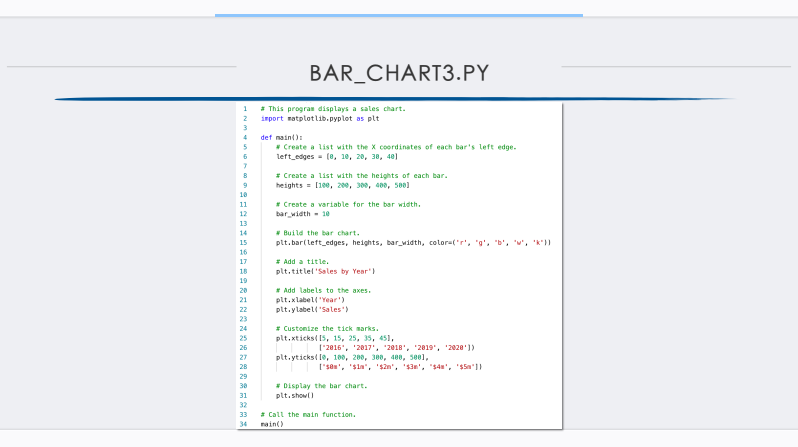 BAR_CHART3.PY
1 # This program displays a sales chart.
2 import matplotlib.pyplot as plt
3
4 def main():
5     # Create a list with the X coordinates of each bar's left edge.
6     left_edges = [0, 10, 20, 30, 40]
7
8     # Create a list with the heights of each bar.
9     heights = [100, 200, 300, 400, 500]
10
11     # Create a variable for the bar width.
12     bar_width = 10
13
14     # Build the bar chart.
15     plt.bar(left_edges, heights, bar_width, color=('r', 'g', 'b', 'w', 'k'))
16
17     # Add a title.
18     plt.title('Sales by Year')
19
20     # Add labels to the axes.
21     plt.xlabel('Year')
22     plt.ylabel('Sales')
23
24     # Customize the tick marks.
25     plt.xticks([5, 15, 25, 35, 45],
26                ['2016', '2017', '2018', '2019', '2020'])
27     plt.yticks([0, 100, 200, 300, 400, 500],
28                ['$0m', '$1m', '$2m', '$3m', '$4m', '$5m'])
29
30     # Display the bar chart.
31     plt.show()
32
33 # Call the main function.
34 main()